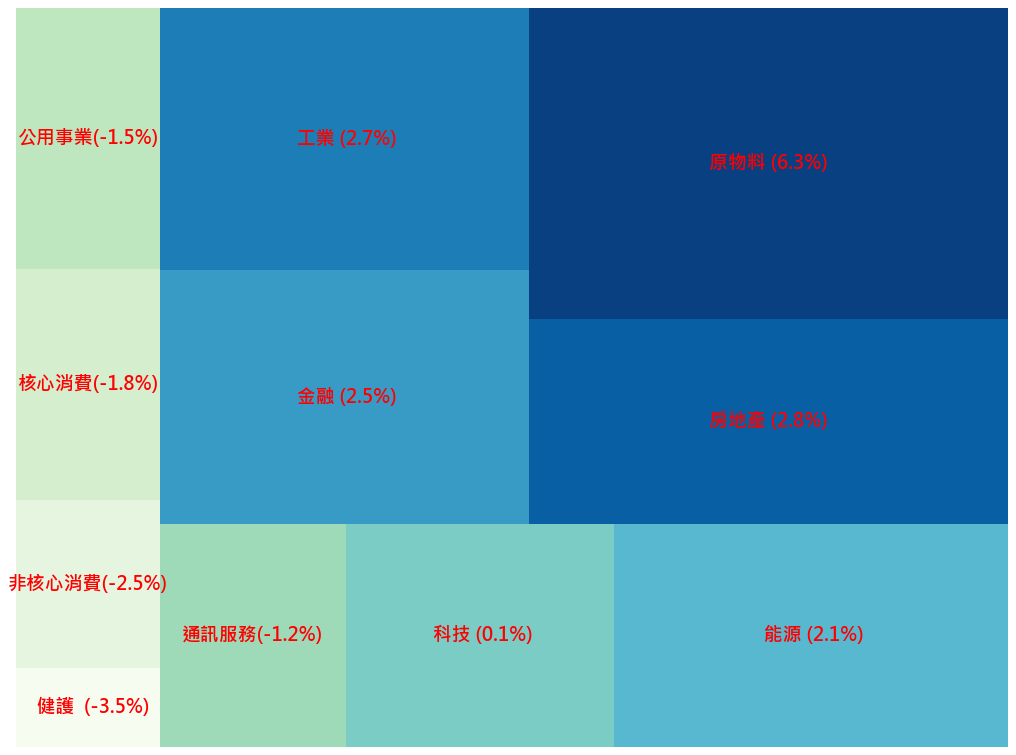 公用事業(-1.5%)
工業 (2.7%)
原物料 (6.3%)
核心消費(-1.8%)
金融 (2.5%)
房地產 (2.8%)
非核心消費(-2.5%)
通訊服務(-1.2%)
科技 (0.1%)
能源 (2.1%)
健護 (-3.5%)